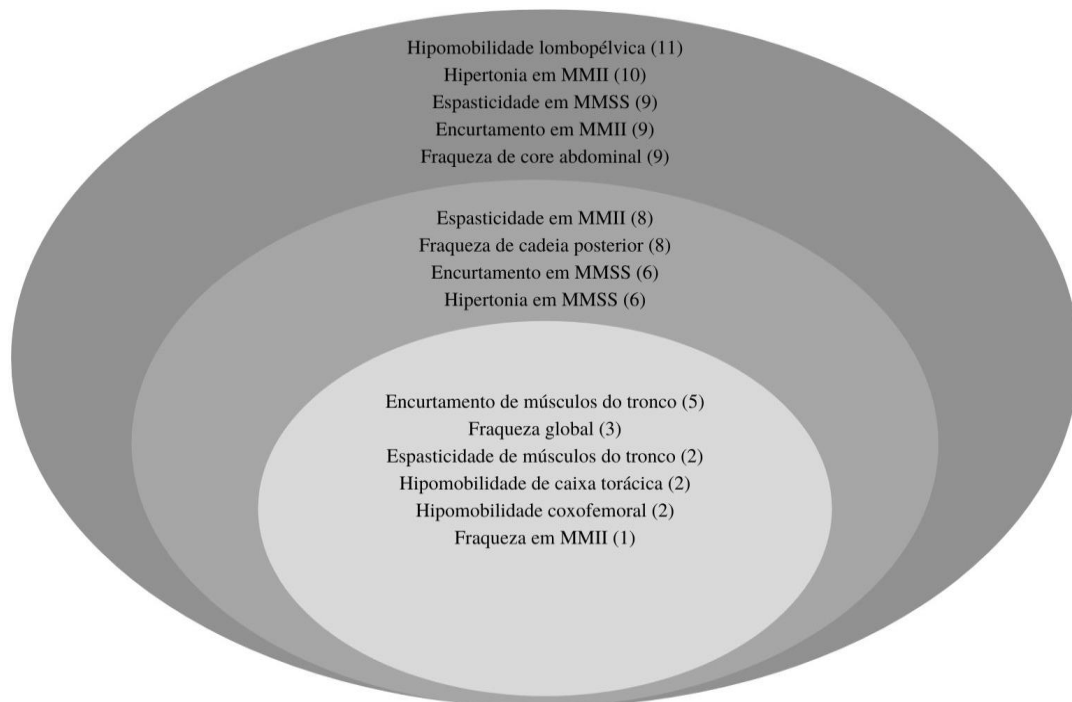 Hipomobilidade lombopélvica (11)
Hipertonia em MMII (10)
Espasticidade em MMSS (9)
Encurtamento em MMII (9)
Fraqueza de core abdominal (9)
Espasticidade em MMII (8)
Fraqueza de cadeia posterior (8)
Encurtamento em MMSS (6)
Hipertonia em MMSS (6)
Encurtamento de músculos do tronco (5)
Fraqueza global (3)
Espasticidade de músculos do tronco (2)
Hipomobilidade de caixa torácica (2)
Hipomobilidade coxofemoral (2)
Fraqueza em MMII (1)